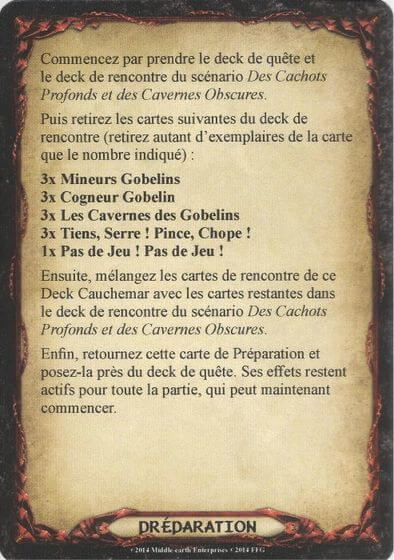 Commencez par prendre le deck de quête et
le deck de rencontre du scénario Des Cachots
Profonds et des Cavernes Obscures.
Puis retirez les cartes suivantes du deck de
rencontre (retirez autant d'exemplaires de la carte
que le nombre indiqué) :
3x Mineurs Gobelins
3x Cogneur Gobelin
3x Les Cavernes des Gobelins
3x Tiens, Serre ! Pince, Chope !
1x Pas de Jeu ! Pas de Jeu !
Ensuite, mélangez les cartes de rencontre de ce
Deck Cauchemar avec les cartes restantes dans
le deck de rencontre du scénario Des Cachots
Profonds et des Cavernes Obscures.
Enfin, retournez cette carte de Préparation et
posez-la près du deck de quête. Ses effets restent
actifs pour toute la partie, qui peut maintenant
commencer.
PRÉPARATION
©2014 Middle-earth Enterprises ©2014 FFG